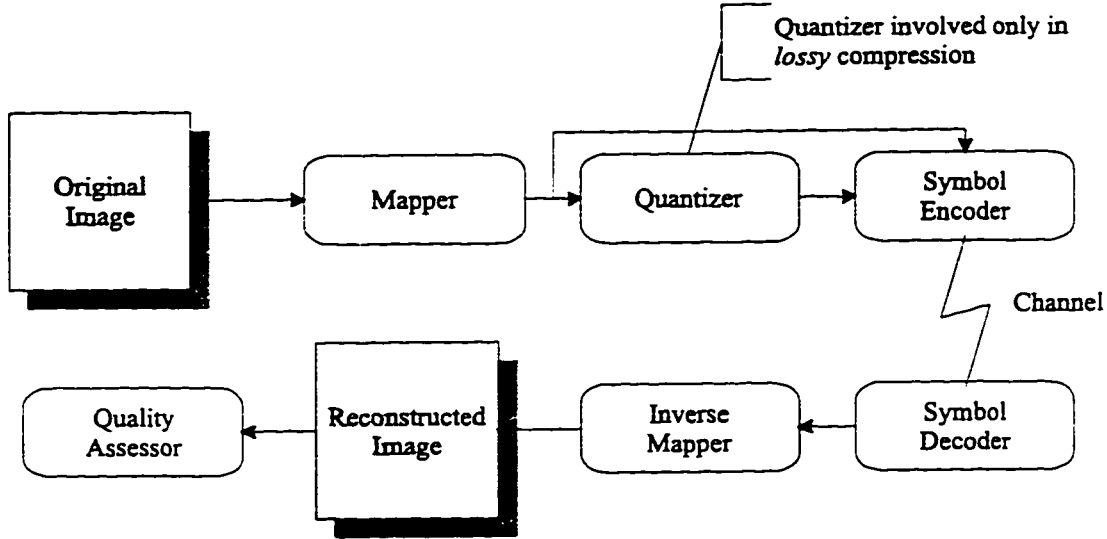 Quantizer involved only in
lossy compression
Original
Image
Mapper
Quantizer
Symbol
Encoder
Channel
Quality
Assessor
Reconstructed
Image
Inverse
Mapper
Symbol
Decoder